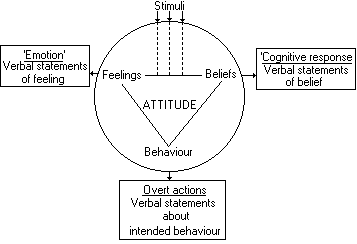 Stimuli
'Emotion'
Verbal statements
of feeling
Feelings
Beliefs
'Cognitive response
Verbal statements
of belief
ATTITUDE
Behaviour
Overt actions
Verbal statements
about
intended behaviour